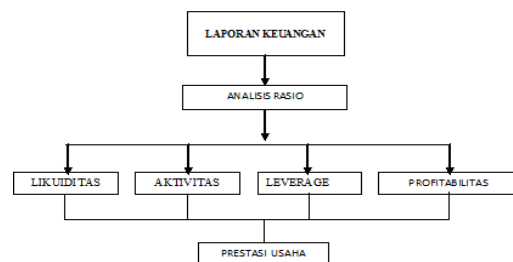 LAPORAN KEUANGAN
ANALISIS RASIO
LIKUIDITAS
AKTIVITAS
LEVERAGE
PROFITABILITAS
PRESTASI USAHA